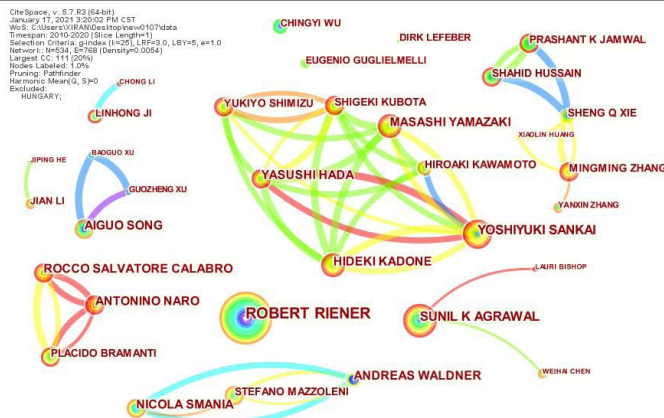 CiteSpace, v. 5.7.R3 (64-bit)
January 17, 2021 3:20:02 PM CST
WoS: C:\Users\XIRAN\Desktop\new0107\data
Timespan: 2010-2020 (Slice Length=1)
Selection Criteria: g-index (k=25), LRF=3.0, LBY=5, e=1.0
Network: N=534, E=768 (Density=0.0054)
Largest CC: 111 (20%)
Nodes Labeled: 1.0%
Pruning: Pathfinder
Harmonic Mean(Q, S)=0
Excluded:
HUNGARY;
CHINGYI WU
DIRK LEFEBER
EUGENIO GUGLIELMELLI
PRASHANT K JAMWAL
SHAHID HUSSAIN
CHONG LI
LINHONG JI
YUKIYO SHIMIZU
SHIGEKI KUBOTA
MASASHI YAMAZAKI
SHENG Q XIE
XIAOLIN HUANG
BAOGUO XU
JIPING HE
GUOZHENG XU
JIAN LI
AIGUO SONG
YASUSHI HADA
HIROAKI KAWAMOTO
MINGMING ZHANG
YANXIN ZHANG
YOSHIYUKI SANKAI
HIDEKI KADONE
ROCCO SALVATORE CALABRO
LAURI BISHOP
ANTONINO NARO
ROBERT RIENER
SUNIL K AGRAWAL
PLACIDO BRAMANTI
ANDREAS WALDNER
WEIHAI CHEN
STEFANO MAZZOLENI
NICOLA SMANIA